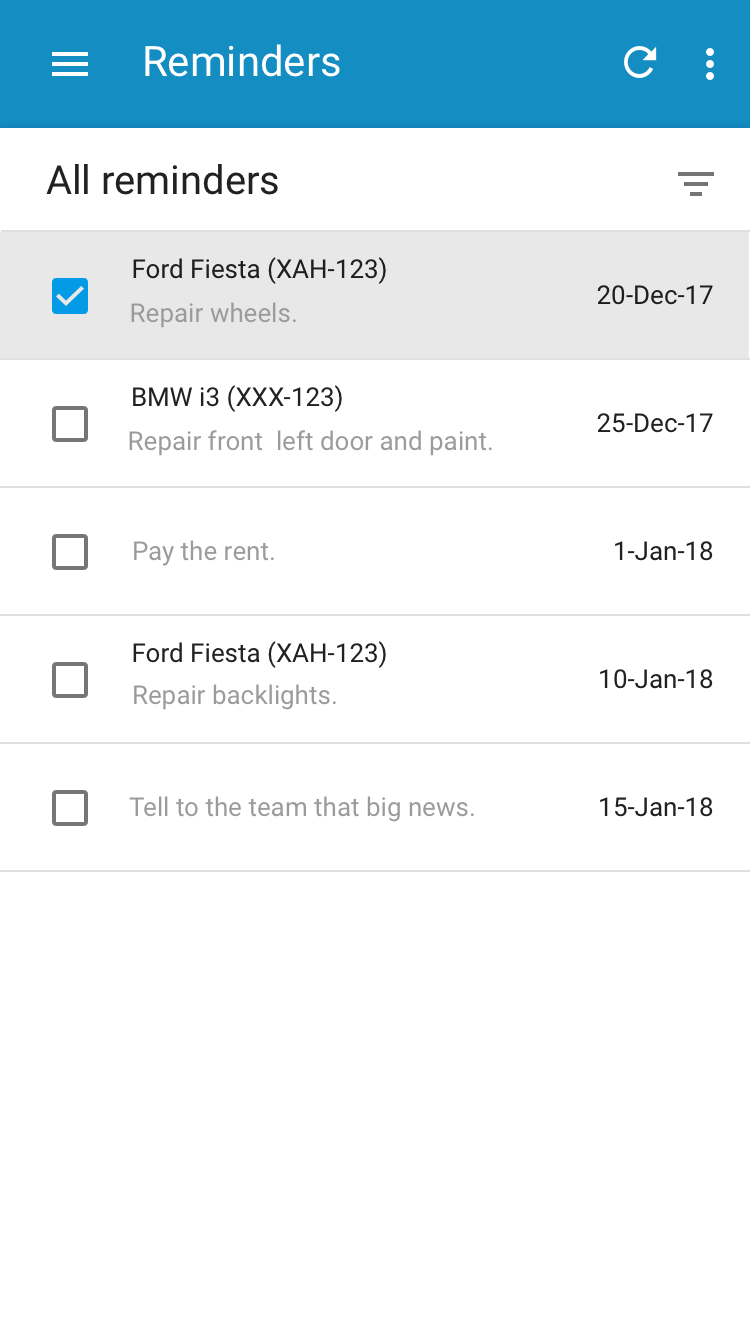 Reminders
All reminders
Ford Fiesta (XAH-123)
Repair wheels.
20-Dec-17
BMW i3 (XXX-123)
Repair front  left door and paint.
25-Dec-17
Pay the rent.
1-Jan-18
Ford Fiesta (XAH-123)
Repair backlights.
10-Jan-18
Tell to the team that big news.
15-Jan-18